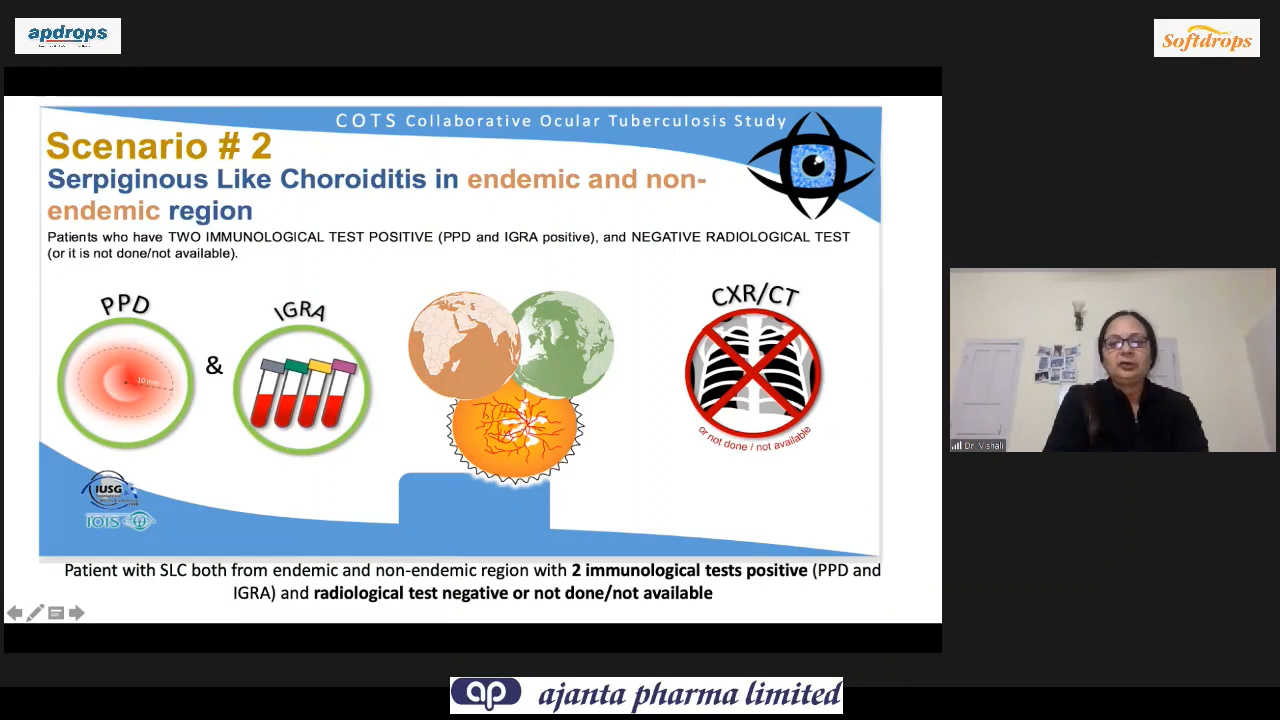 apdrops
Softdrops
COTS Collaborative Ocular Tuberculosis Study
Scenario # 2
Serpiginous Like Choroiditis in endemic and non-
endemic region
Patients who have TWO IMMUNOLOGICAL TEST POSITIVE (PPD and IGRA positive), and NEGATIVE RADIOLOGICAL TEST
(or it is not done/not available).
PPD
10 mm
&
IGRA
CXR/CT
or not done / not available
IUSG
IOIS
Dr. Vishali
Patient with SLC both from endemic and non-endemic region with 2 immunological tests positive (PPD and
IGRA) and radiological test negative or not done/not available
ap ajanta pharma limited